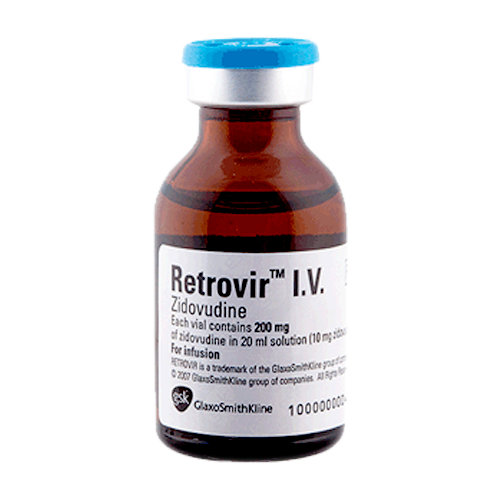 Retrovir™ I.V.
Zidovudine
Each vial contains 200 mg
of zidovudine in 20 ml solution (10 mg
For infusion
RETROVIR is a trademark of the GlaxoSmithKline group of
© 2007 GlaxoSmithKline group of companies. All Rights
gsk GlaxoSmithKline
100000000